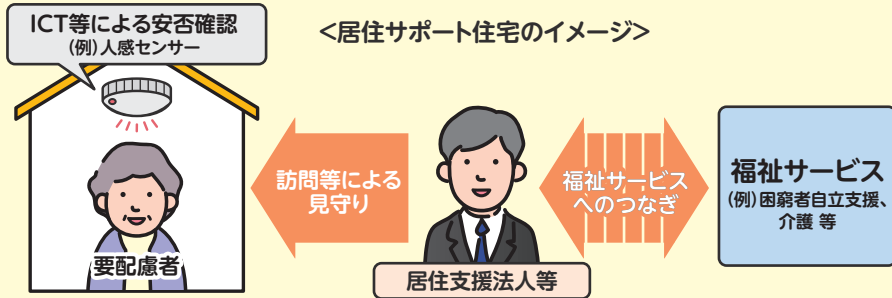 ICT等による安否確認
(例)人感センサー
<居住サポート住宅のイメージ>
訪問等による
見守り
福祉サービス
へのつなぎ
福祉サービス
(例)困窮者自立支援、
介護 等
要配慮者
居住支援法人等